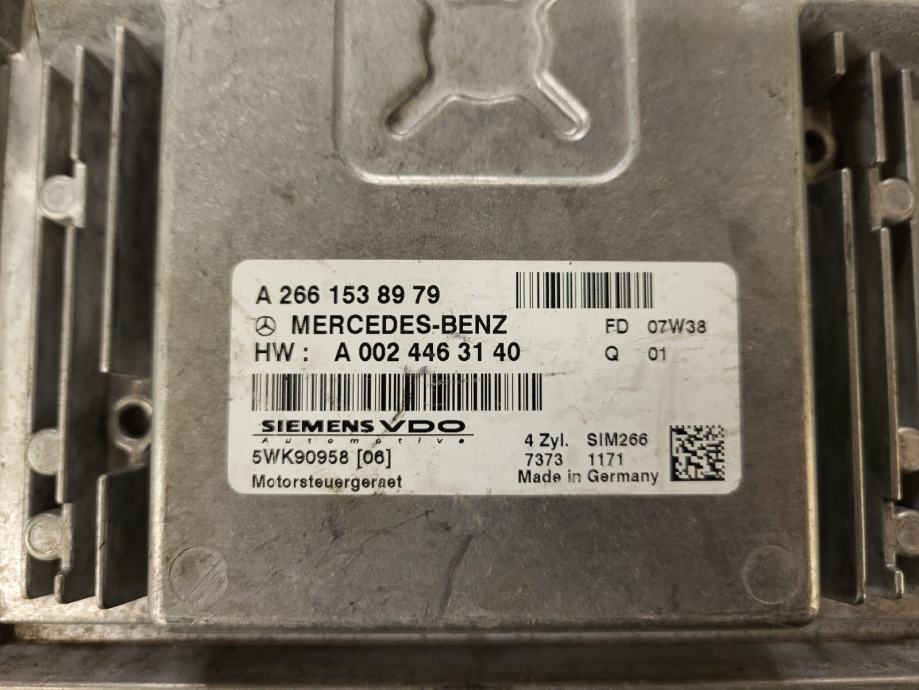 A 266 153 89 79
MERCEDES-BENZ
FD 07W38
HW : A 002 446 31 40
Q 01
SIEMENS VDO
Automotive
4 Zyl. SIM266
5WK90958 [06]
7373 1171
Motorsteuergeraet
Made in Germany